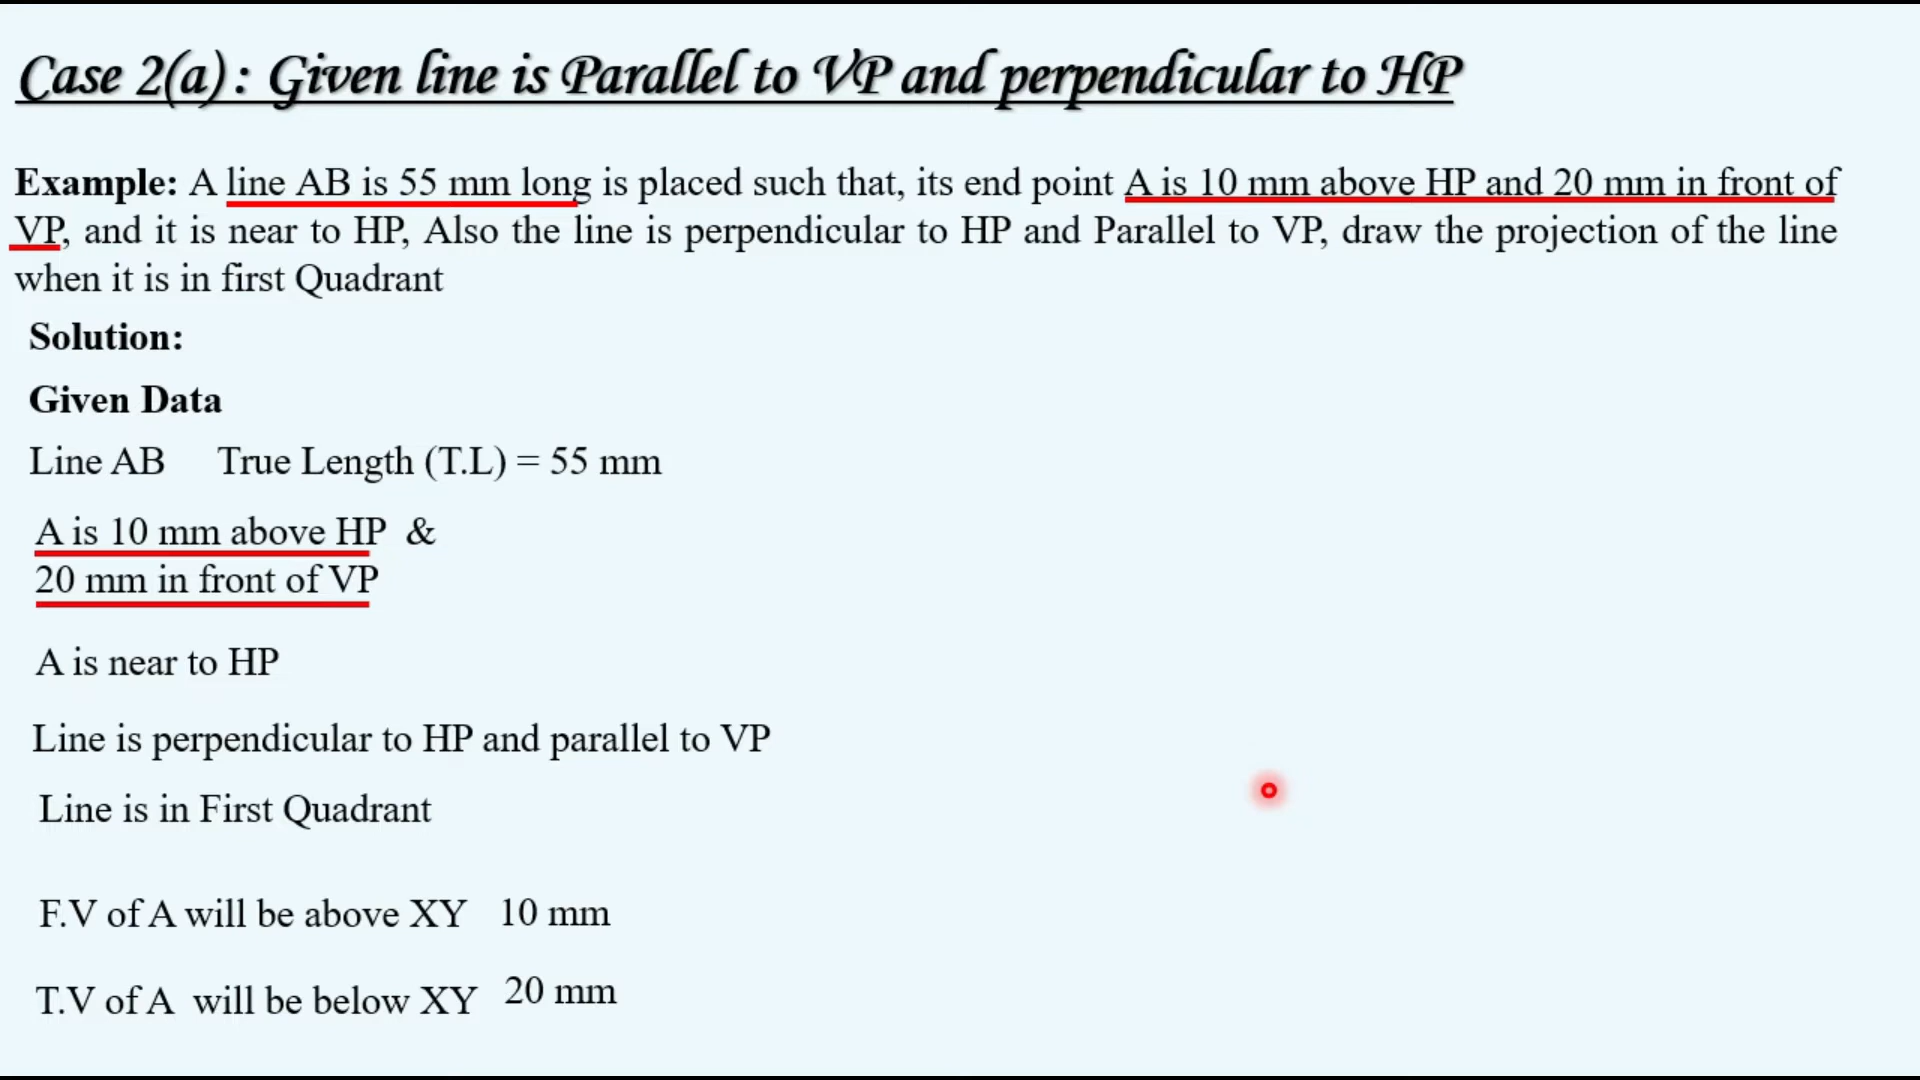 Case 2(a) : Given line is Parallel to VP and perpendicular to HP
Example: A line AB is 55 mm long is placed such that, its end point A is 10 mm above HP and 20 mm in front of
VP, and it is near to HP, Also the line is perpendicular to HP and Parallel to VP, draw the projection of the line
when it is in first Quadrant
Solution:
Given Data
Line AB True Length (T.L) = 55 mm
A is 10 mm above HP &
20 mm in front of VP
A is near to HP
Line is perpendicular to HP and parallel to VP
Line is in First Quadrant
F.V of A will be above XY 10 mm
T.V of A will be below XY 20 mm